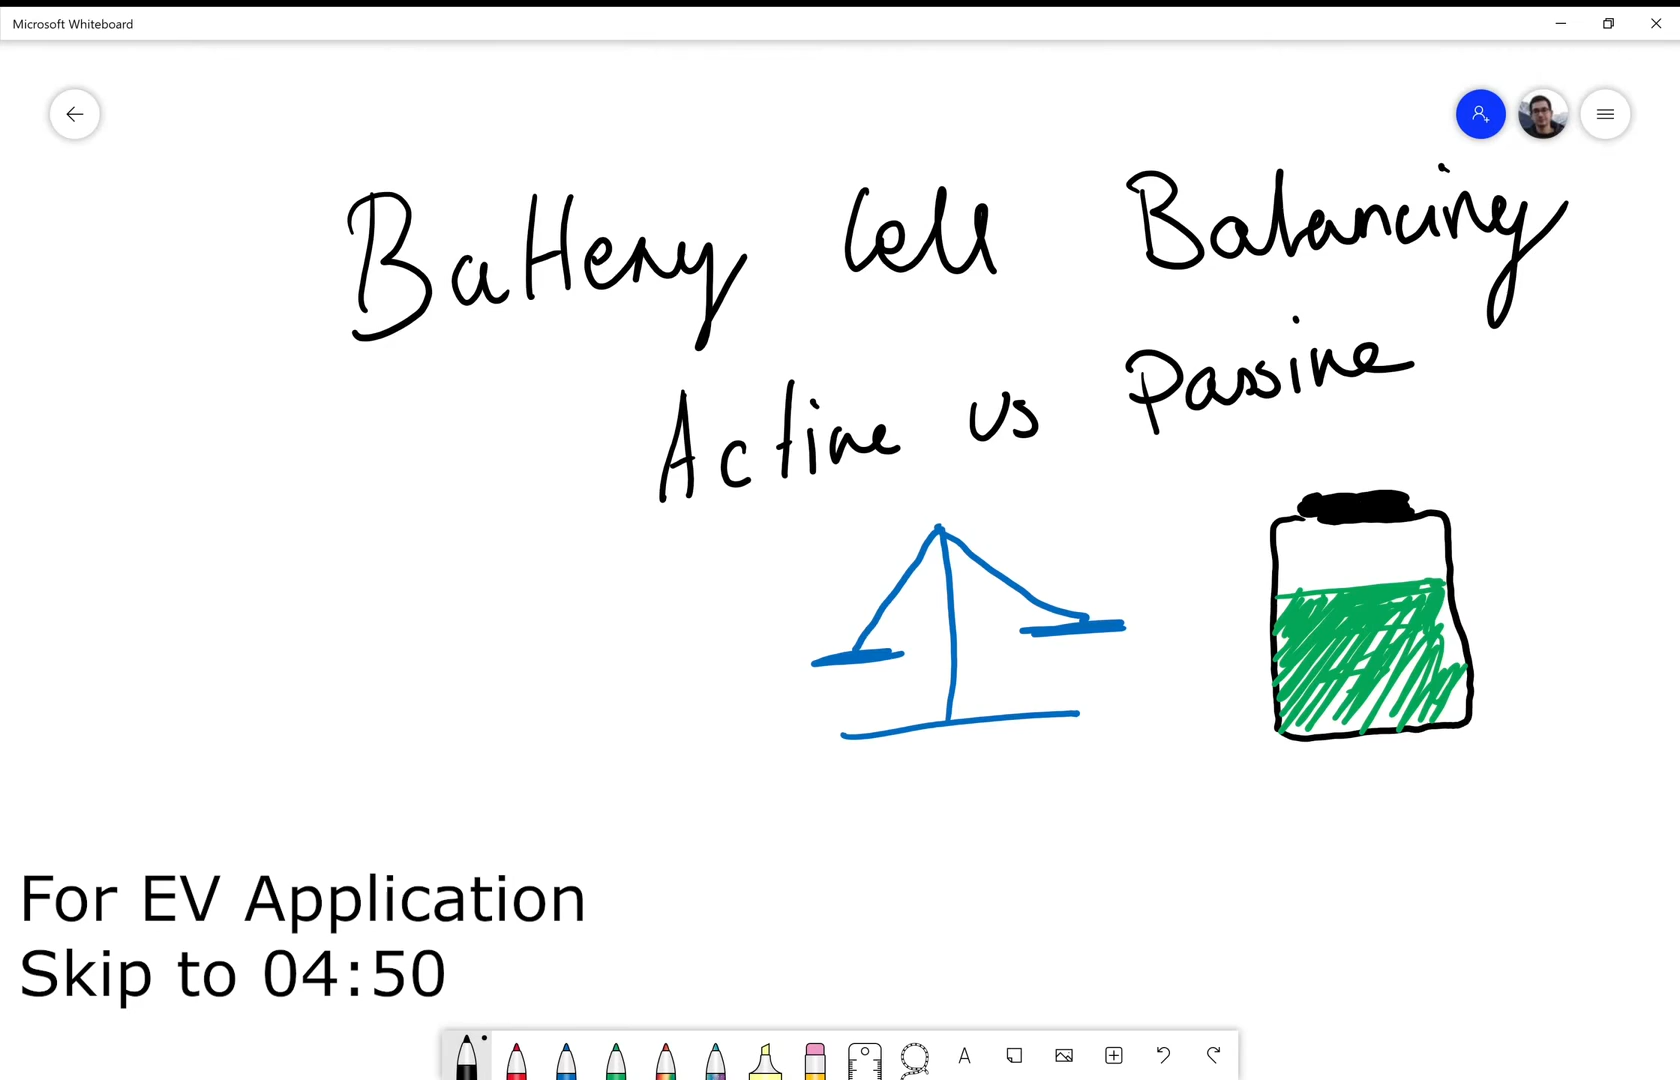 Microsoft Whiteboard
Battery Cell Balancing
Active vs Passive
For EV Application
Skip to 04:50
A